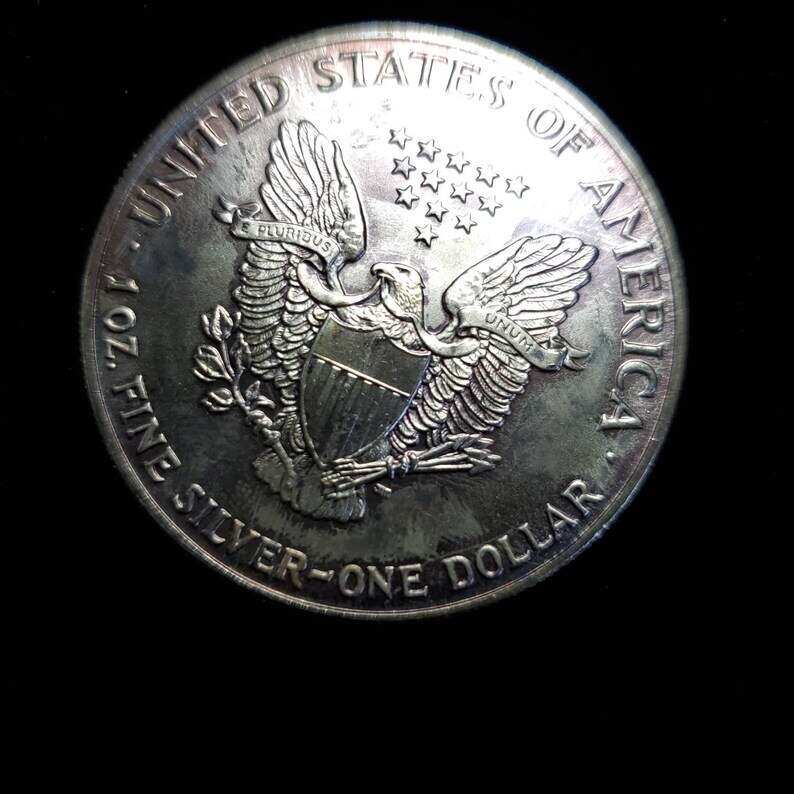 UNITED STATES OF AMERICA
E PLURIBUS
UNUM
1 OZ. FINE SILVER-ONE DOLLAR